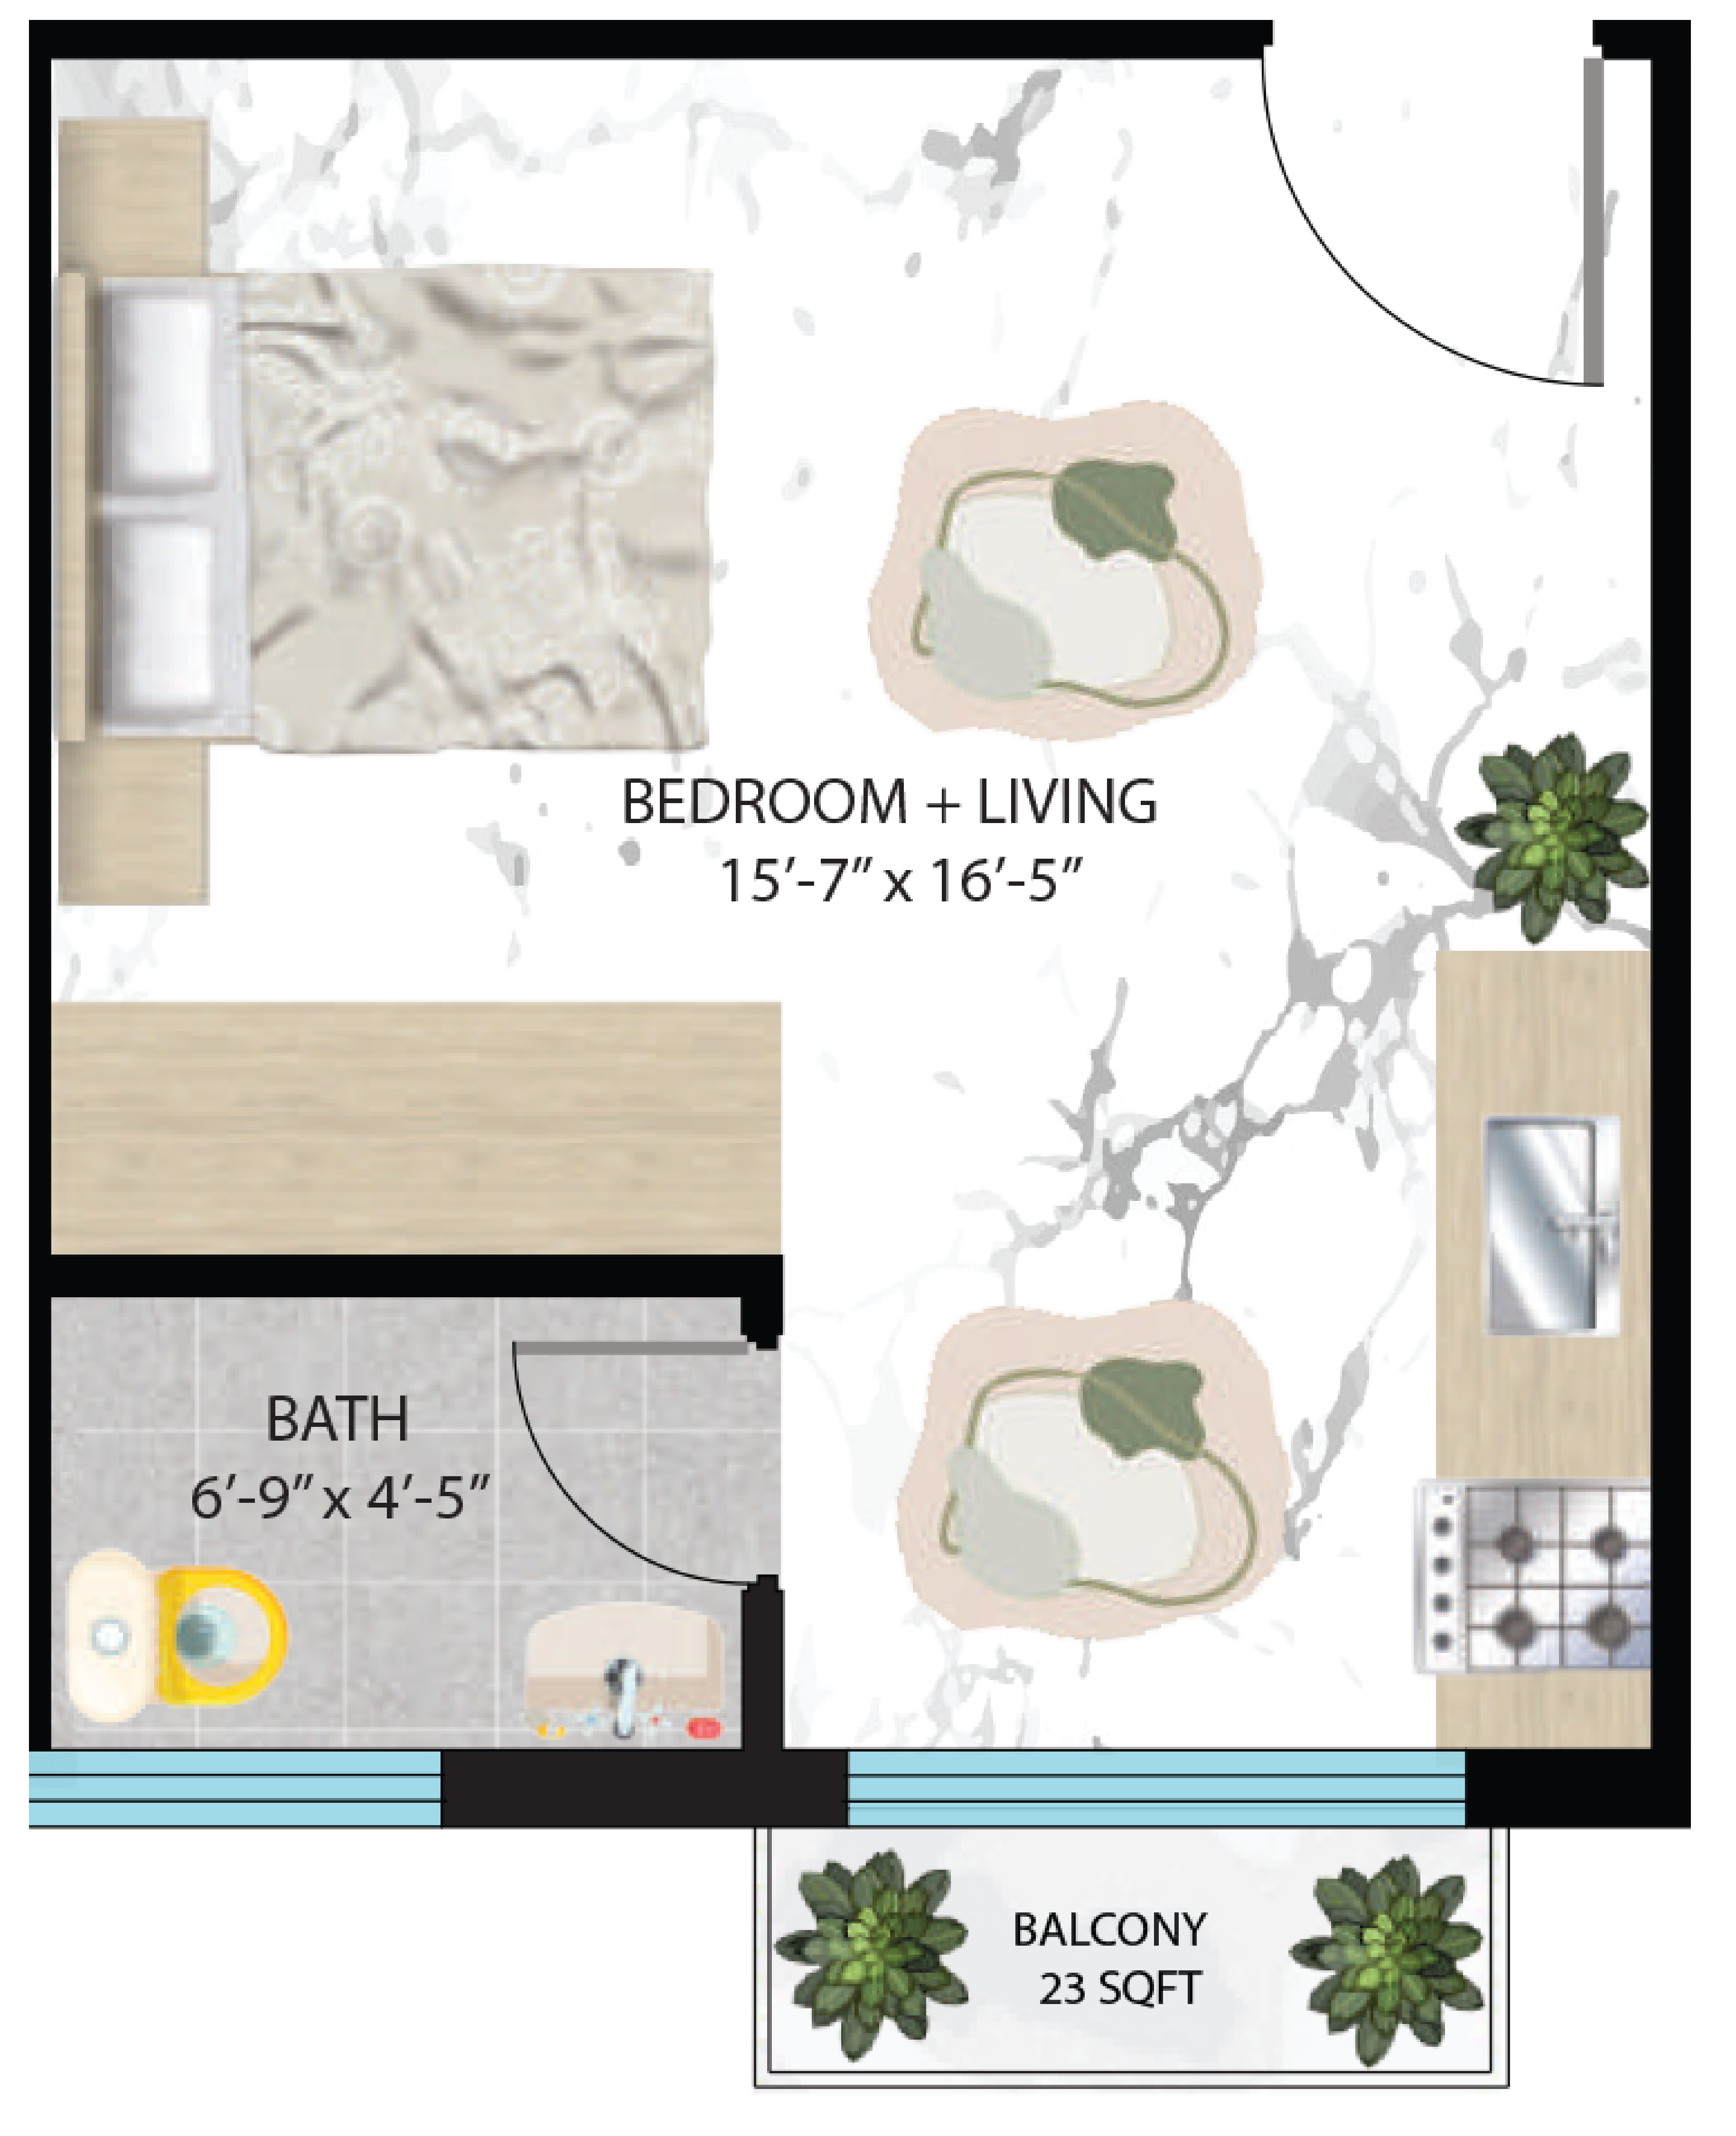 BEDROOM + LIVING
15’-7” x 16’-5”
BATH
6’-9” x 4’-5”
BALCONY
23 SQFT